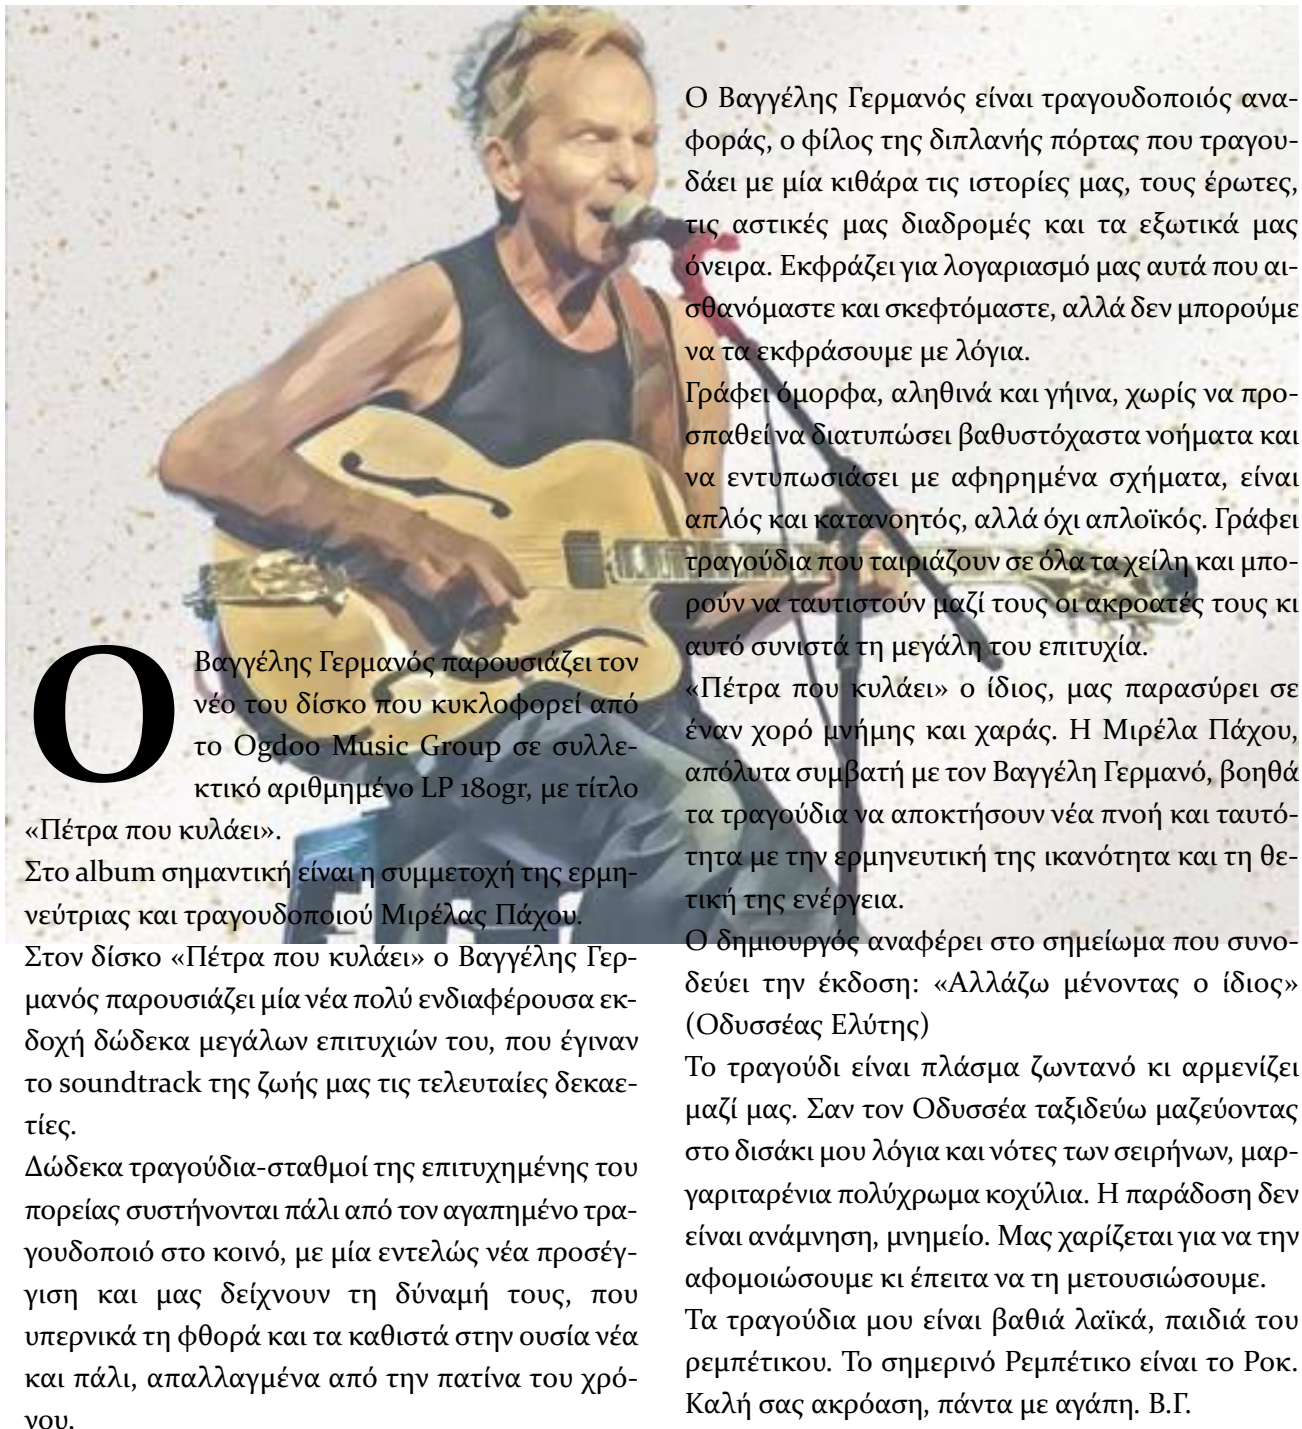 Ο Βαγγέλης Γερμανός παρουσιάζει τον
νέο του δίσκο που κυκλοφορεί από
το Ogdoo Music Group σε συλλε-
κτικό αριθμημένο LP 180gr, με τίτλο
«Πέτρα που κυλάει».
Στο album σημαντική είναι η συμμετοχή της ερμη-
νεύτριας και τραγουδοποιού Μιρέλας Πάχου.
Στον δίσκο «Πέτρα που κυλάει» ο Βαγγέλης Γερ-
μανός παρουσιάζει μία νέα πολύ ενδιαφέρουσα εκ-
δοχή δώδεκα μεγάλων επιτυχιών του, που έγιναν
το soundtrack της ζωής μας τις τελευταίες δεκαε-
τίες.
Δώδεκα τραγούδια-σταθμοί της επιτυχημένης του
πορείας συστήνονται πάλι από τον αγαπημένο τρα-
γουδοποιό στο κοινό, με μία εντελώς νέα προσέγ-
γιση και μας δείχνουν τη δύναμή τους, που
υπερνικά τη φθορά και τα καθιστά στην ουσία νέα
και πάλι, απαλλαγμένα από την πατίνα του χρό-
νου.
Ο Βαγγέλης Γερμανός είναι τραγουδοποιός ανα-
φοράς, ο φίλος της διπλανής πόρτας που τραγου-
δάει με μία κιθάρα τις ιστορίες μας, τους έρωτες,
τις αστικές μας διαδρομές και τα εξωτικά μας
όνειρα. Εκφράζει για λογαριασμό μας αυτά που αι-
σθανόμαστε και σκεφτόμαστε, αλλά δεν μπορούμε
να τα εκφράσουμε με λόγια.
Γράφει όμορφα, αληθινά και γήινα, χωρίς να προ-
σπαθεί να διατυπώσει βαθυστόχαστα νοήματα και
να εντυπωσιάσει με αφηρημένα σχήματα, είναι
απλός και κατανοητός, αλλά όχι απλοϊκός. Γράφει
τραγούδια που ταιριάζουν σε όλα τα χείλη και μπο-
ρούν να ταυτιστούν μαζί τους οι ακροατές τους κι
αυτό συνιστά τη μεγάλη του επιτυχία.
«Πέτρα που κυλάει» ο ίδιος, μας παρασύρει σε
έναν χορό μνήμης και χαράς. Η Μιρέλα Πάχου,
απόλυτα συμβατή με τον Βαγγέλη Γερμανό, βοηθά
τα τραγούδια να αποκτήσουν νέα πνοή και ταυτό-
τητα με την ερμηνευτική της ικανότητα και τη θε-
τική της ενέργεια.
Ο δημιουργός αναφέρει στο σημείωμα που συνο-
δεύει την έκδοση: «Αλλάζω μένοντας ο ίδιος»
(Οδυσσέας Ελύτης)
Το τραγούδι είναι πλάσμα ζωντανό κι αρμενίζει
μαζί μας. Σαν τον Οδυσσέα ταξιδεύω μαζεύοντας
στο δισάκι μου λόγια και νότες των σειρήνων, μαρ-
γαριταρένια πολύχρωμα κοχύλια. Η παράδοση δεν
είναι ανάμνηση, μνημείο. Μας χαρίζεται για να την
αφομοιώσουμε κι έπειτα να τη μετουσιώσουμε.
Τα τραγούδια μου είναι βαθιά λαϊκά, παιδιά του
ρεμπέτικου. Το σημερινό Ρεμπέτικο είναι το Ροκ.
Καλή σας ακρόαση, πάντα με αγάπη. Β.Γ.